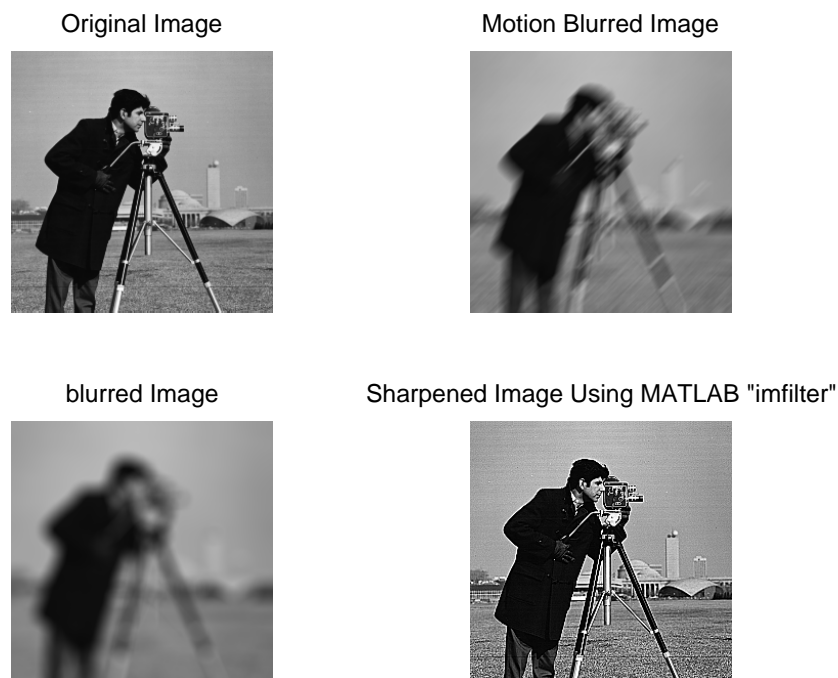 Original Image
Motion Blurred Image
blurred Image
Sharpened Image Using MATLAB "imfilter"